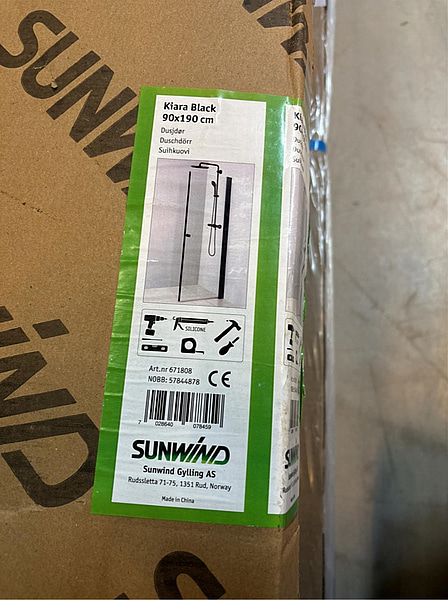 SUNWIND
Kiara Black
90x190 cm
Dusjdør
Duschdörr
Suihkuovi
SILICONE
Art.nr 671808
NOBB: 57844878
CE
7 028640 078459
SUNWIND
Sunwind Gylling AS
Rudssletta 71-75, 1351 Rud, Norway
Made in China